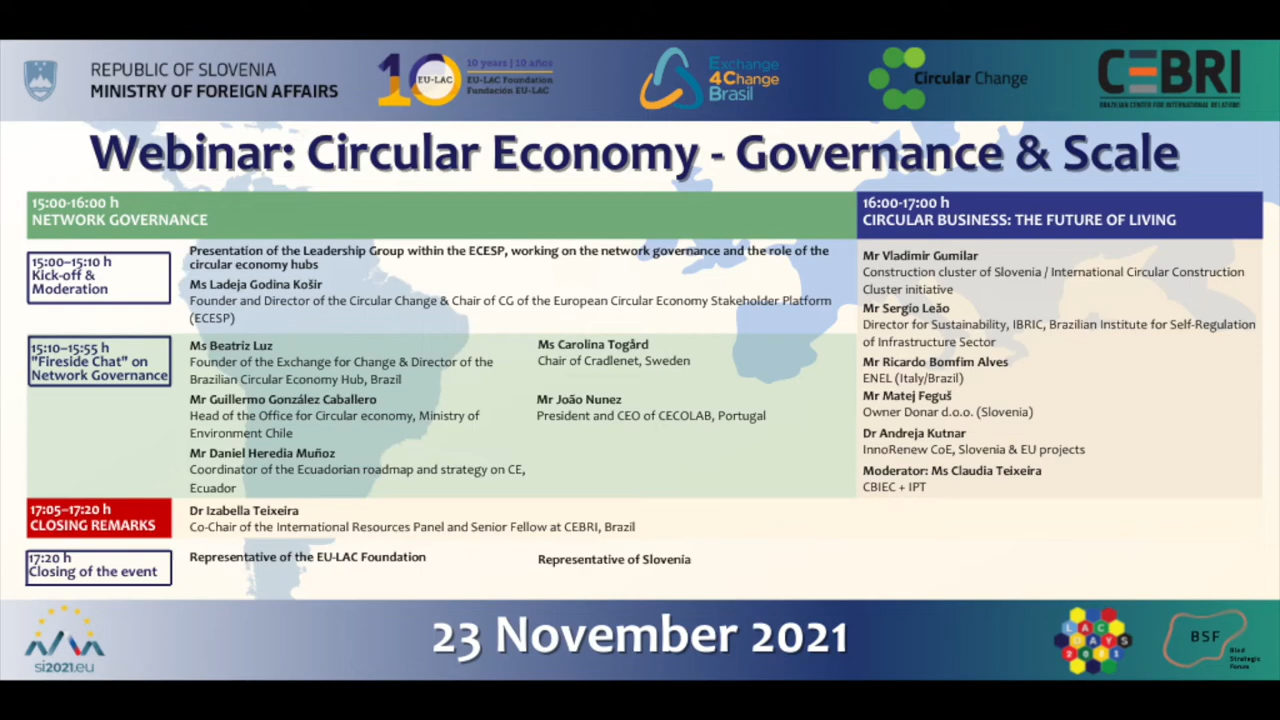 REPUBLIC OF SLOVENIA
MINISTRY OF FOREIGN AFFAIRS
10
EU-LAC
10 years | 10 años
EU-LAC Foundation
Fundación EU-LAC
Exchange
4Change
Brasil
Circular Change
CEBRI
BRAZILIAN CENTER FOR INTERNATIONAL RELATIONS
Webinar: Circular Economy - Governance & Scale
15:00-16:00 h
NETWORK GOVERNANCE
16:00-17:00 h
CIRCULAR BUSINESS: THE FUTURE OF LIVING
15:00–15:10 h
Kick-off &
Moderation
Presentation of the Leadership Group within the ECESP, working on the network governance and the role of the
circular economy hubs
Ms Ladeja Godina Košir
Founder and Director of the Circular Change & Chair of CG of the European Circular Economy Stakeholder Platform
(ECESP)
15:10–15:55 h
"Fireside Chat" on
Network Governance
Ms Beatriz Luz
Founder of the Exchange for Change & Director of the
Brazilian Circular Economy Hub, Brazil
Mr Guillermo González Caballero
Head of the Office for Circular economy, Ministry of
Environment Chile
Mr Daniel Heredia Muñoz
Coordinator of the Ecuadorian roadmap and strategy on CE,
Ecuador
Ms Carolina Togård
Chair of Cradlenet, Sweden
Mr João Nunez
President and CEO of CECOLAB, Portugal
Mr Vladimir Gumilar
Construction cluster of Slovenia / International Circular Construction
Cluster initiative
Mr Sergio Leão
Director for Sustainability, IBRIC, Brazilian Institute for Self-Regulation
of Infrastructure Sector
Mr Ricardo Bomfim Alves
ENEL (Italy/Brazil)
Mr Matej Feguš
Owner Donar d.o.o. (Slovenia)
Dr Andreja Kutnar
InnoRenew CoE, Slovenia & EU projects
Moderator: Ms Claudia Teixeira
CBIEC + IPT
17:05–17:20 h
CLOSING REMARKS
Dr Izabella Teixeira
Co-Chair of the International Resources Panel and Senior Fellow at CEBRI, Brazil
17:20 h
Closing of the event
Representative of the EU-LAC Foundation
Representative of Slovenia
si2021.eu
23 November 2021
LAC
DAYS
2021
BSF
Bled
Strategic
Forum